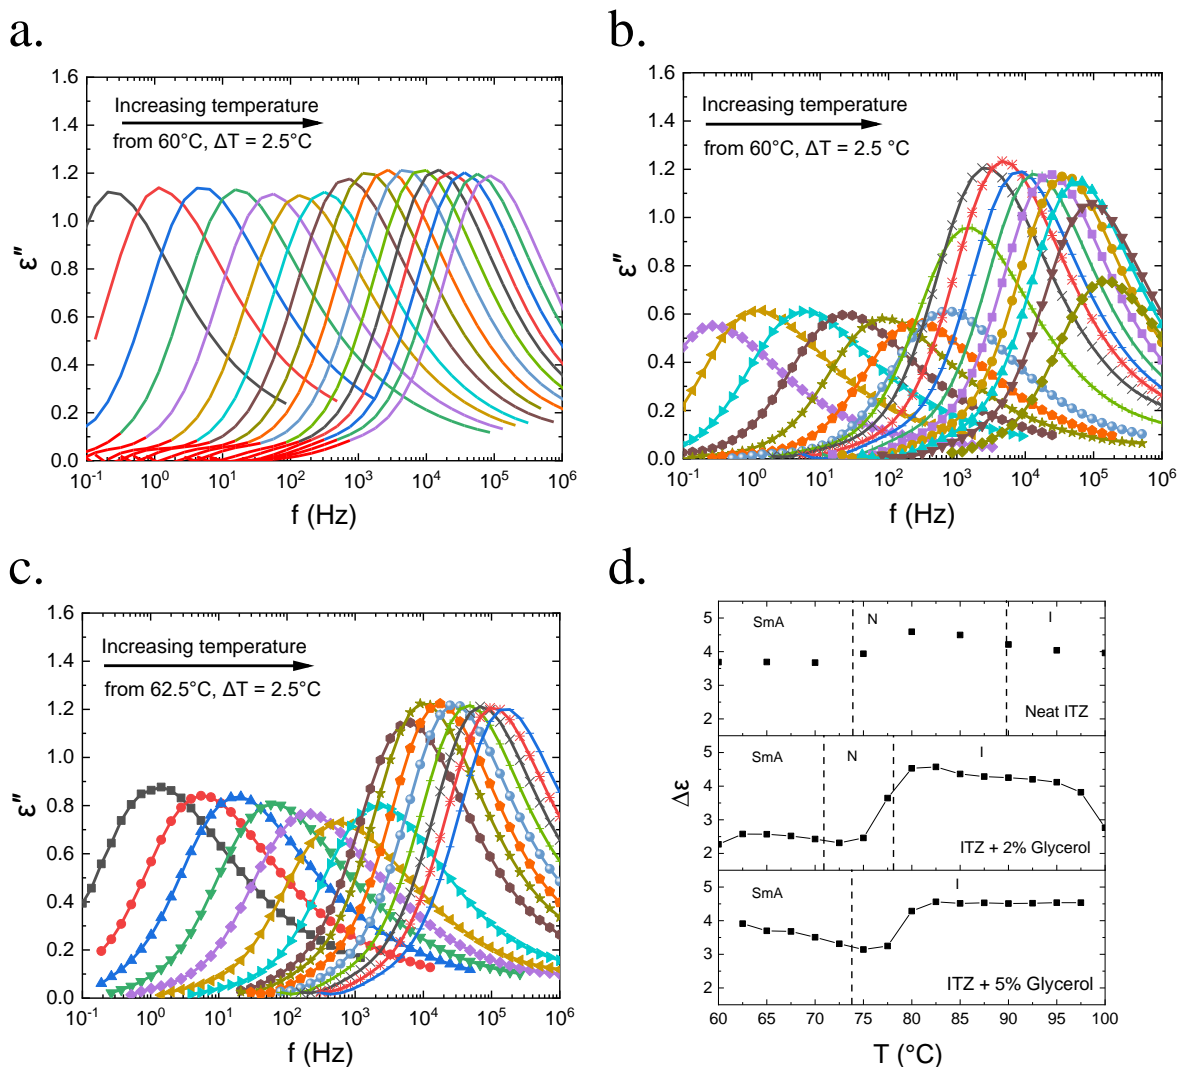 a.
1.6
1.4
1.2
1.0
0.8
0.6
0.4
0.2
0.0
ε"
Increasing temperature
from 60°C, ΔT = 2.5°C
10⁻¹ 10⁰ 10¹ 10² 10³ 10⁴ 10⁵ 10⁶
f (Hz)
b.
1.6
1.4
1.2
1.0
0.8
0.6
0.4
0.2
0.0
ε"
Increasing temperature
from 60°C, ΔT = 2.5 °C
10⁻¹ 10⁰ 10¹ 10² 10³ 10⁴ 10⁵ 10⁶
f (Hz)
c.
1.6
1.4
1.2
1.0
0.8
0.6
0.4
0.2
0.0
ε"
Increasing temperature
from 62.5°C, ΔT = 2.5°C
10⁻¹ 10⁰ 10¹ 10² 10³ 10⁴ 10⁵ 10⁶
f (Hz)
d.
5
4
3
2
SmA N I
Neat ITZ
5
4
3
2
SmA N I
ITZ + 2% Glycerol
Δε
5
4
3
2
SmA I
ITZ + 5% Glycerol
60 65 70 75 80 85 90 95 100
T (°C)